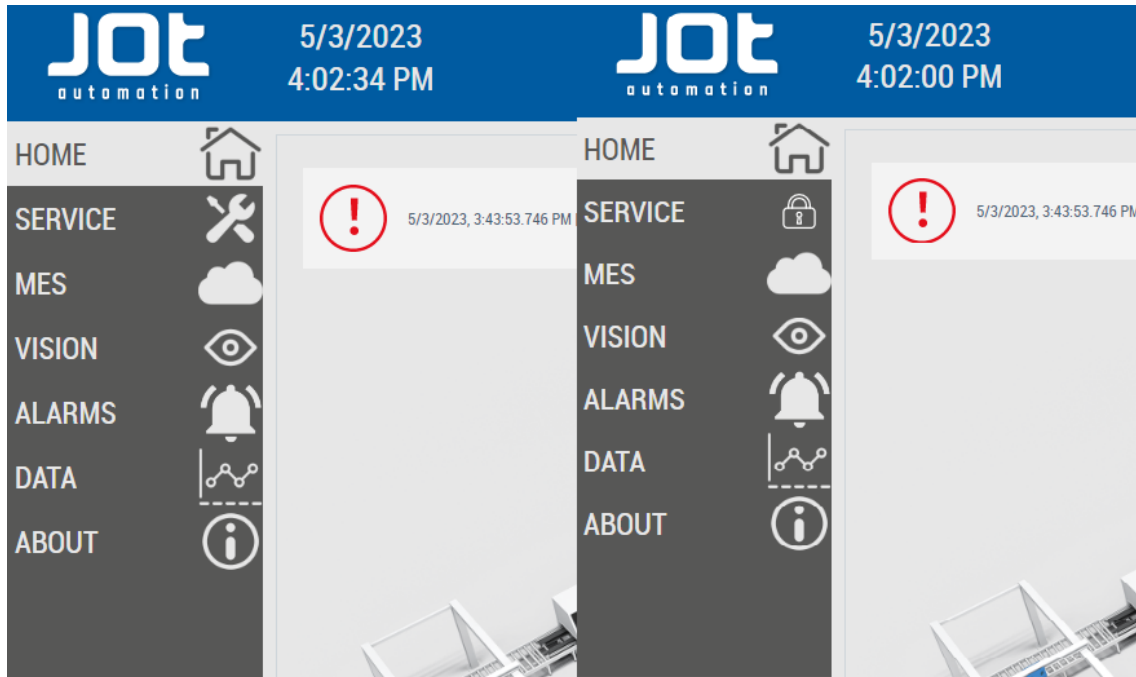 JOt
automation
5/3/2023
4:02:34 PM
HOME
SERVICE
MES
VISION
ALARMS
DATA
ABOUT
5/3/2023, 3:43:53.746 PM
JOt
automation
5/3/2023
4:02:00 PM
HOME
SERVICE
MES
VISION
ALARMS
DATA
ABOUT
5/3/2023, 3:43:53.746 PM